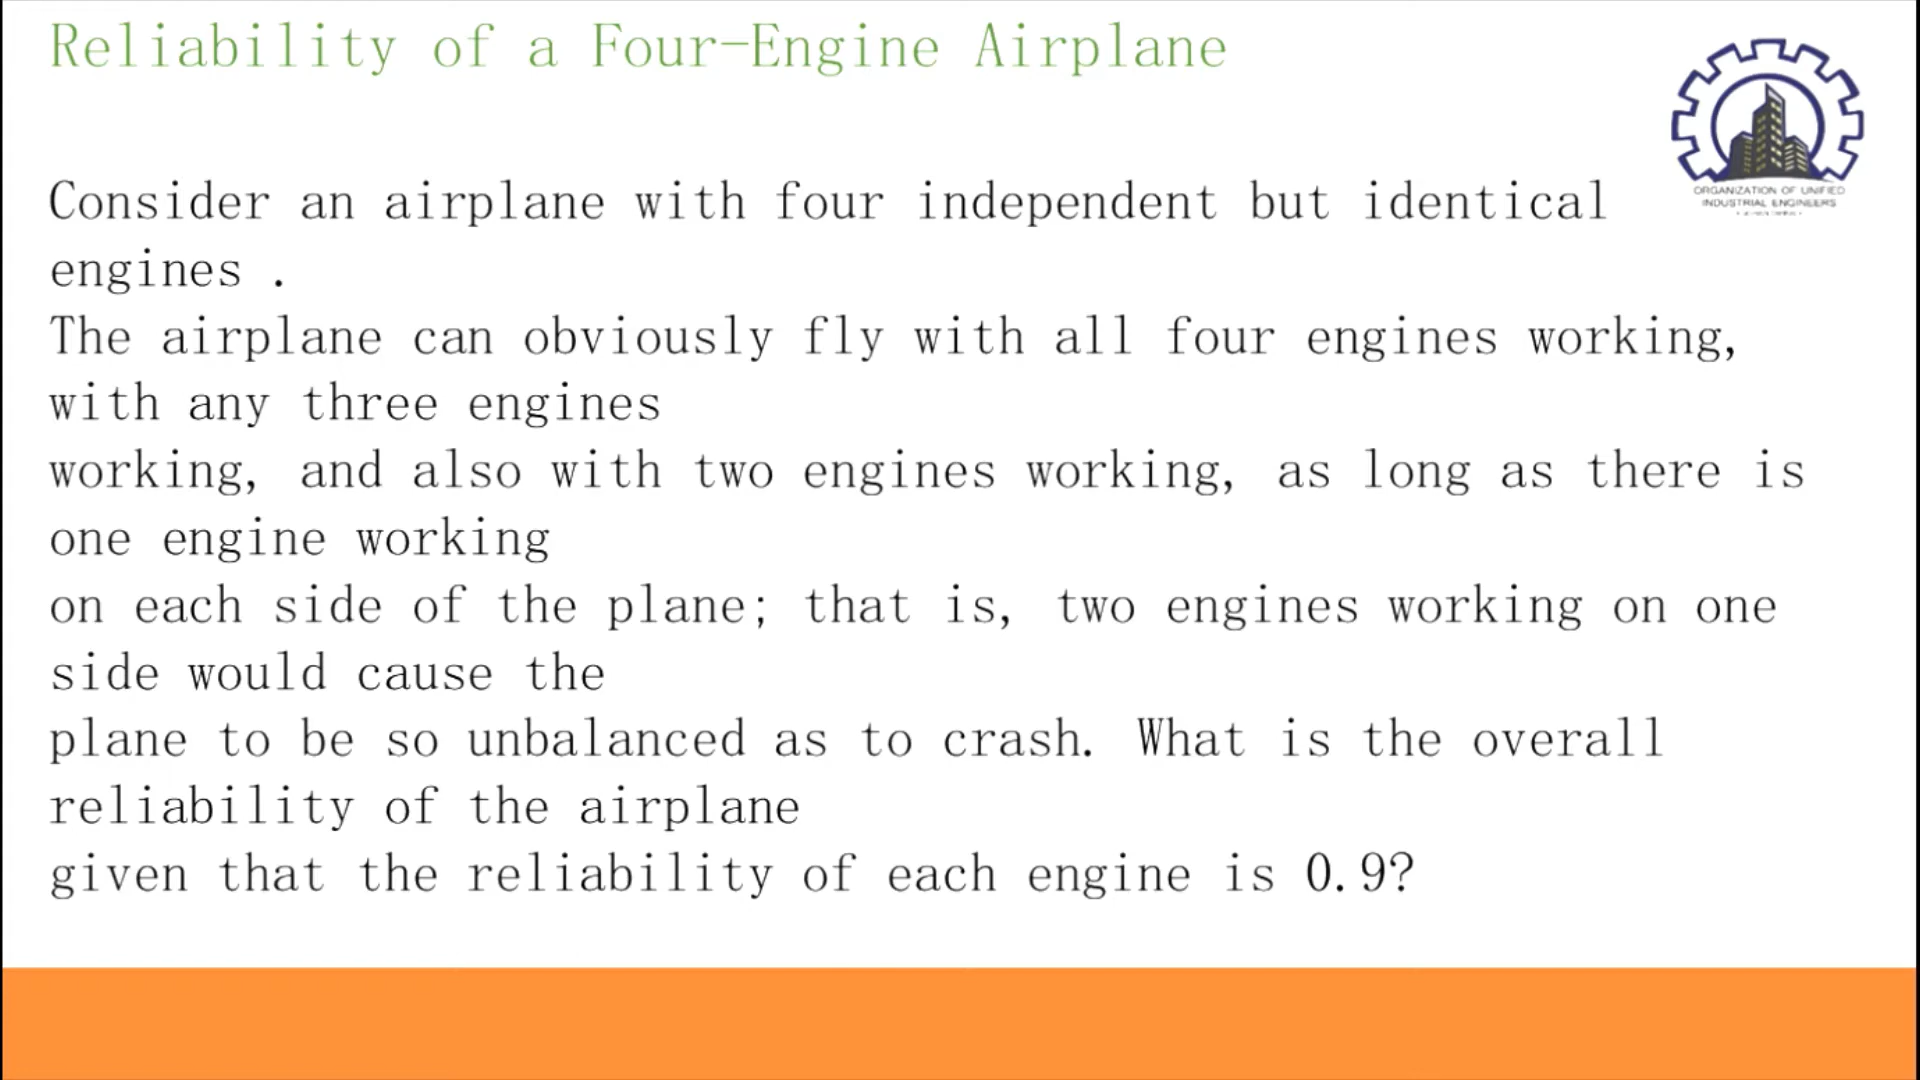 Reliability of a Four-Engine Airplane
ORGANIZATION OF UNIFIED
INDUSTRIAL ENGINEERS
Consider an airplane with four independent but identical
engines .
The airplane can obviously fly with all four engines working,
with any three engines
working, and also with two engines working, as long as there is
one engine working
on each side of the plane; that is, two engines working on one
side would cause the
plane to be so unbalanced as to crash. What is the overall
reliability of the airplane
given that the reliability of each engine is 0.9?